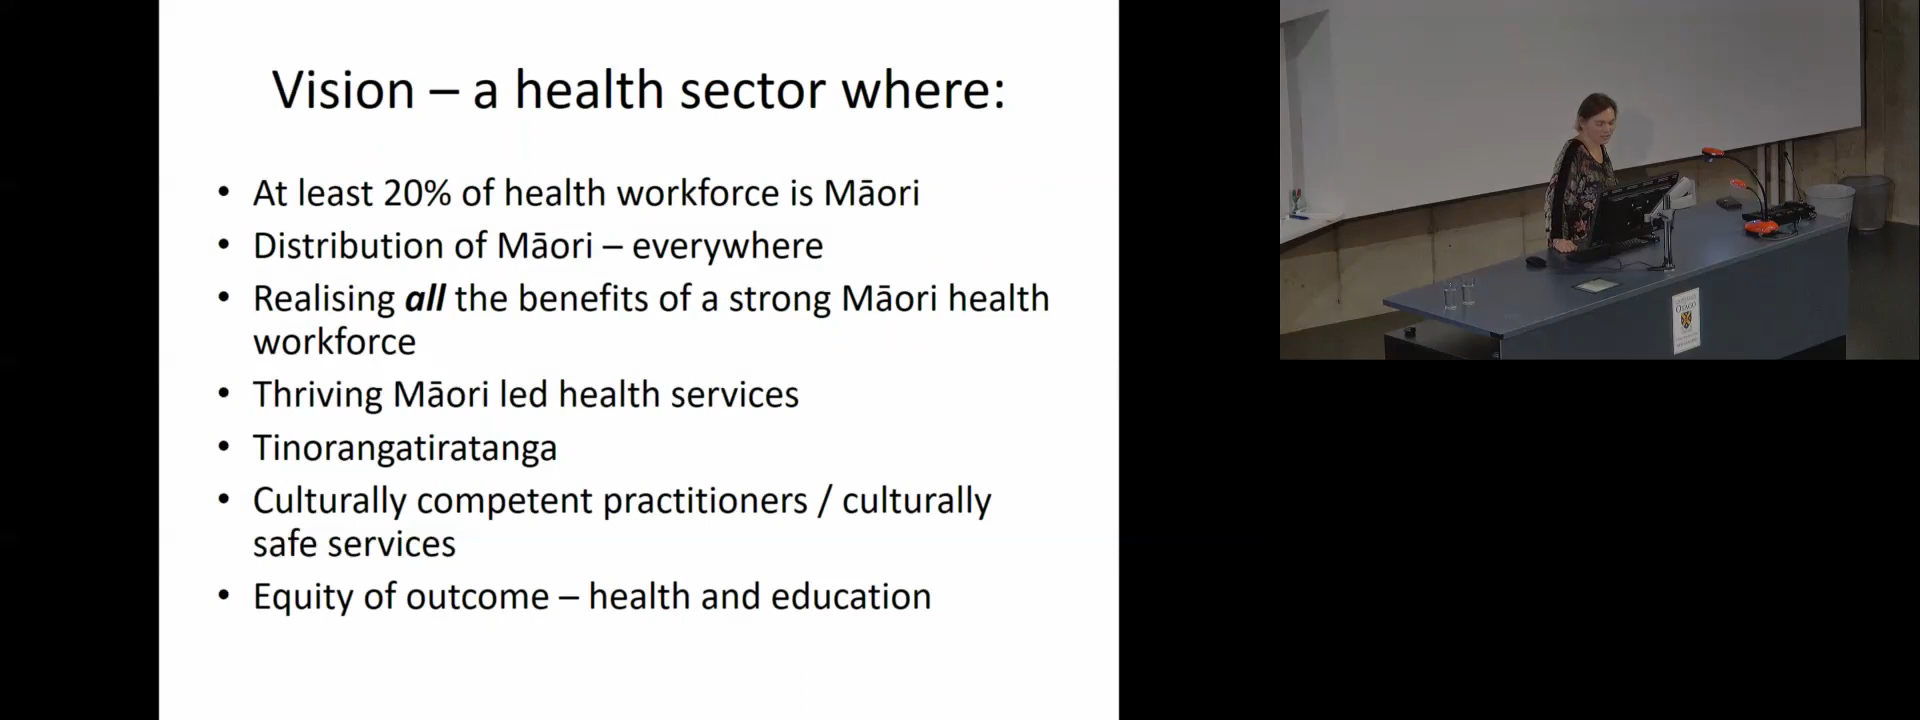 Vision – a health sector where:
• At least 20% of health workforce is Māori
• Distribution of Māori – everywhere
• Realising all the benefits of a strong Māori health
workforce
• Thriving Māori led health services
• Tinorangatiratanga
• Culturally competent practitioners / culturally
safe services
• Equity of outcome – health and education
OTAGO